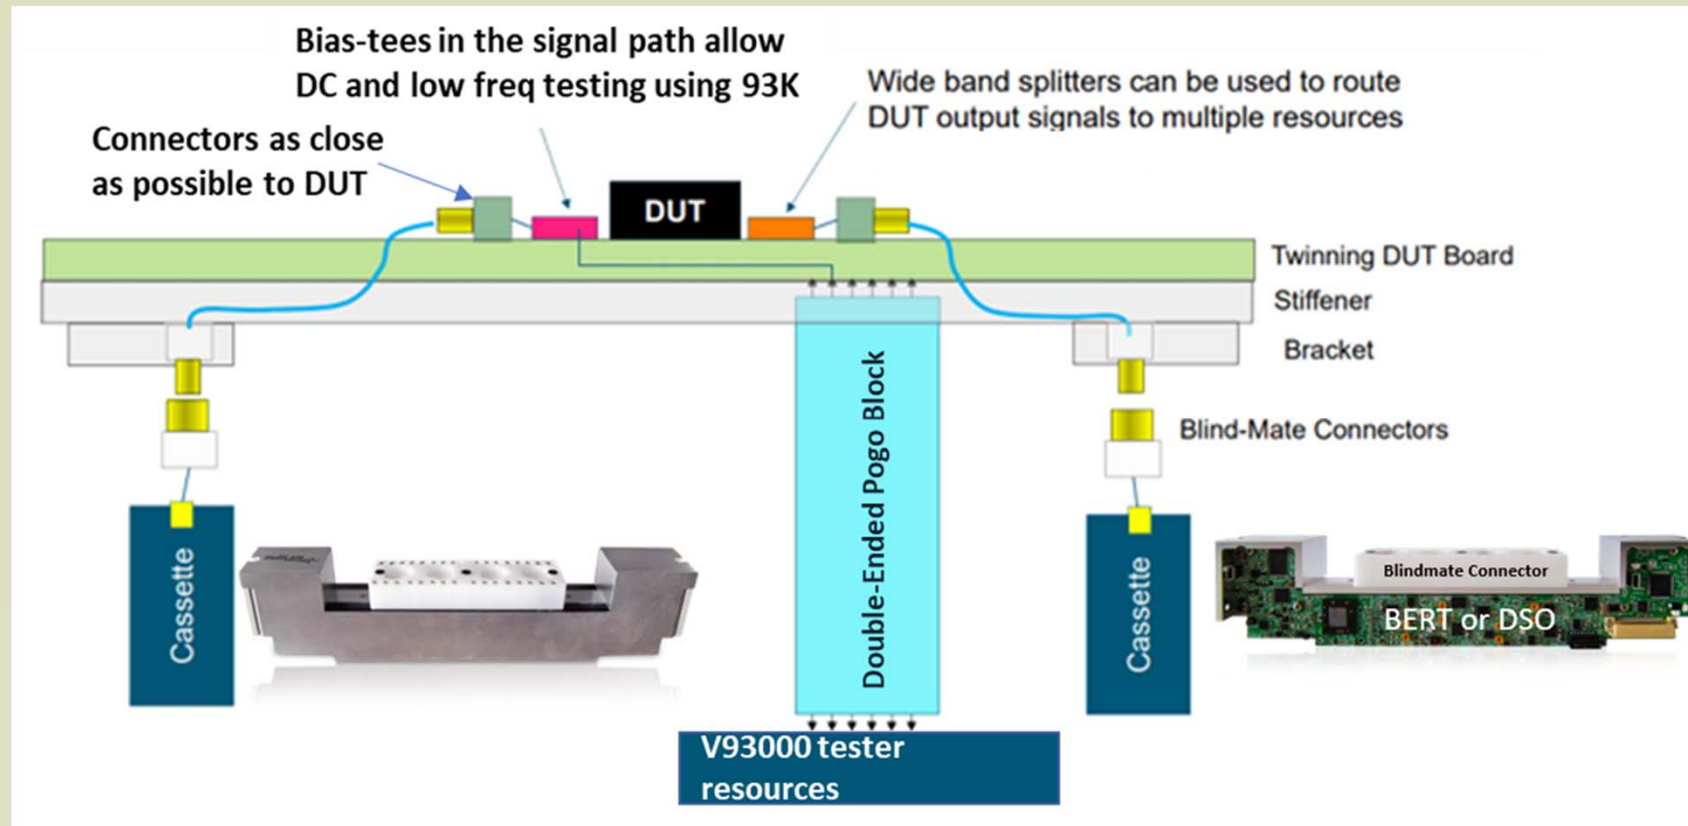 Bias-tees in the signal path allow
DC and low freq testing using 93K
Wide band splitters can be used to route
DUT output signals to multiple resources
Connectors as close
as possible to DUT
DUT
Twinning DUT Board
Stiffener
Bracket
Blind-Mate Connectors
Double-Ended Pogo Block
Cassette
Cassette
Blindmate Connector
BERT or DSO
V93000 tester
resources